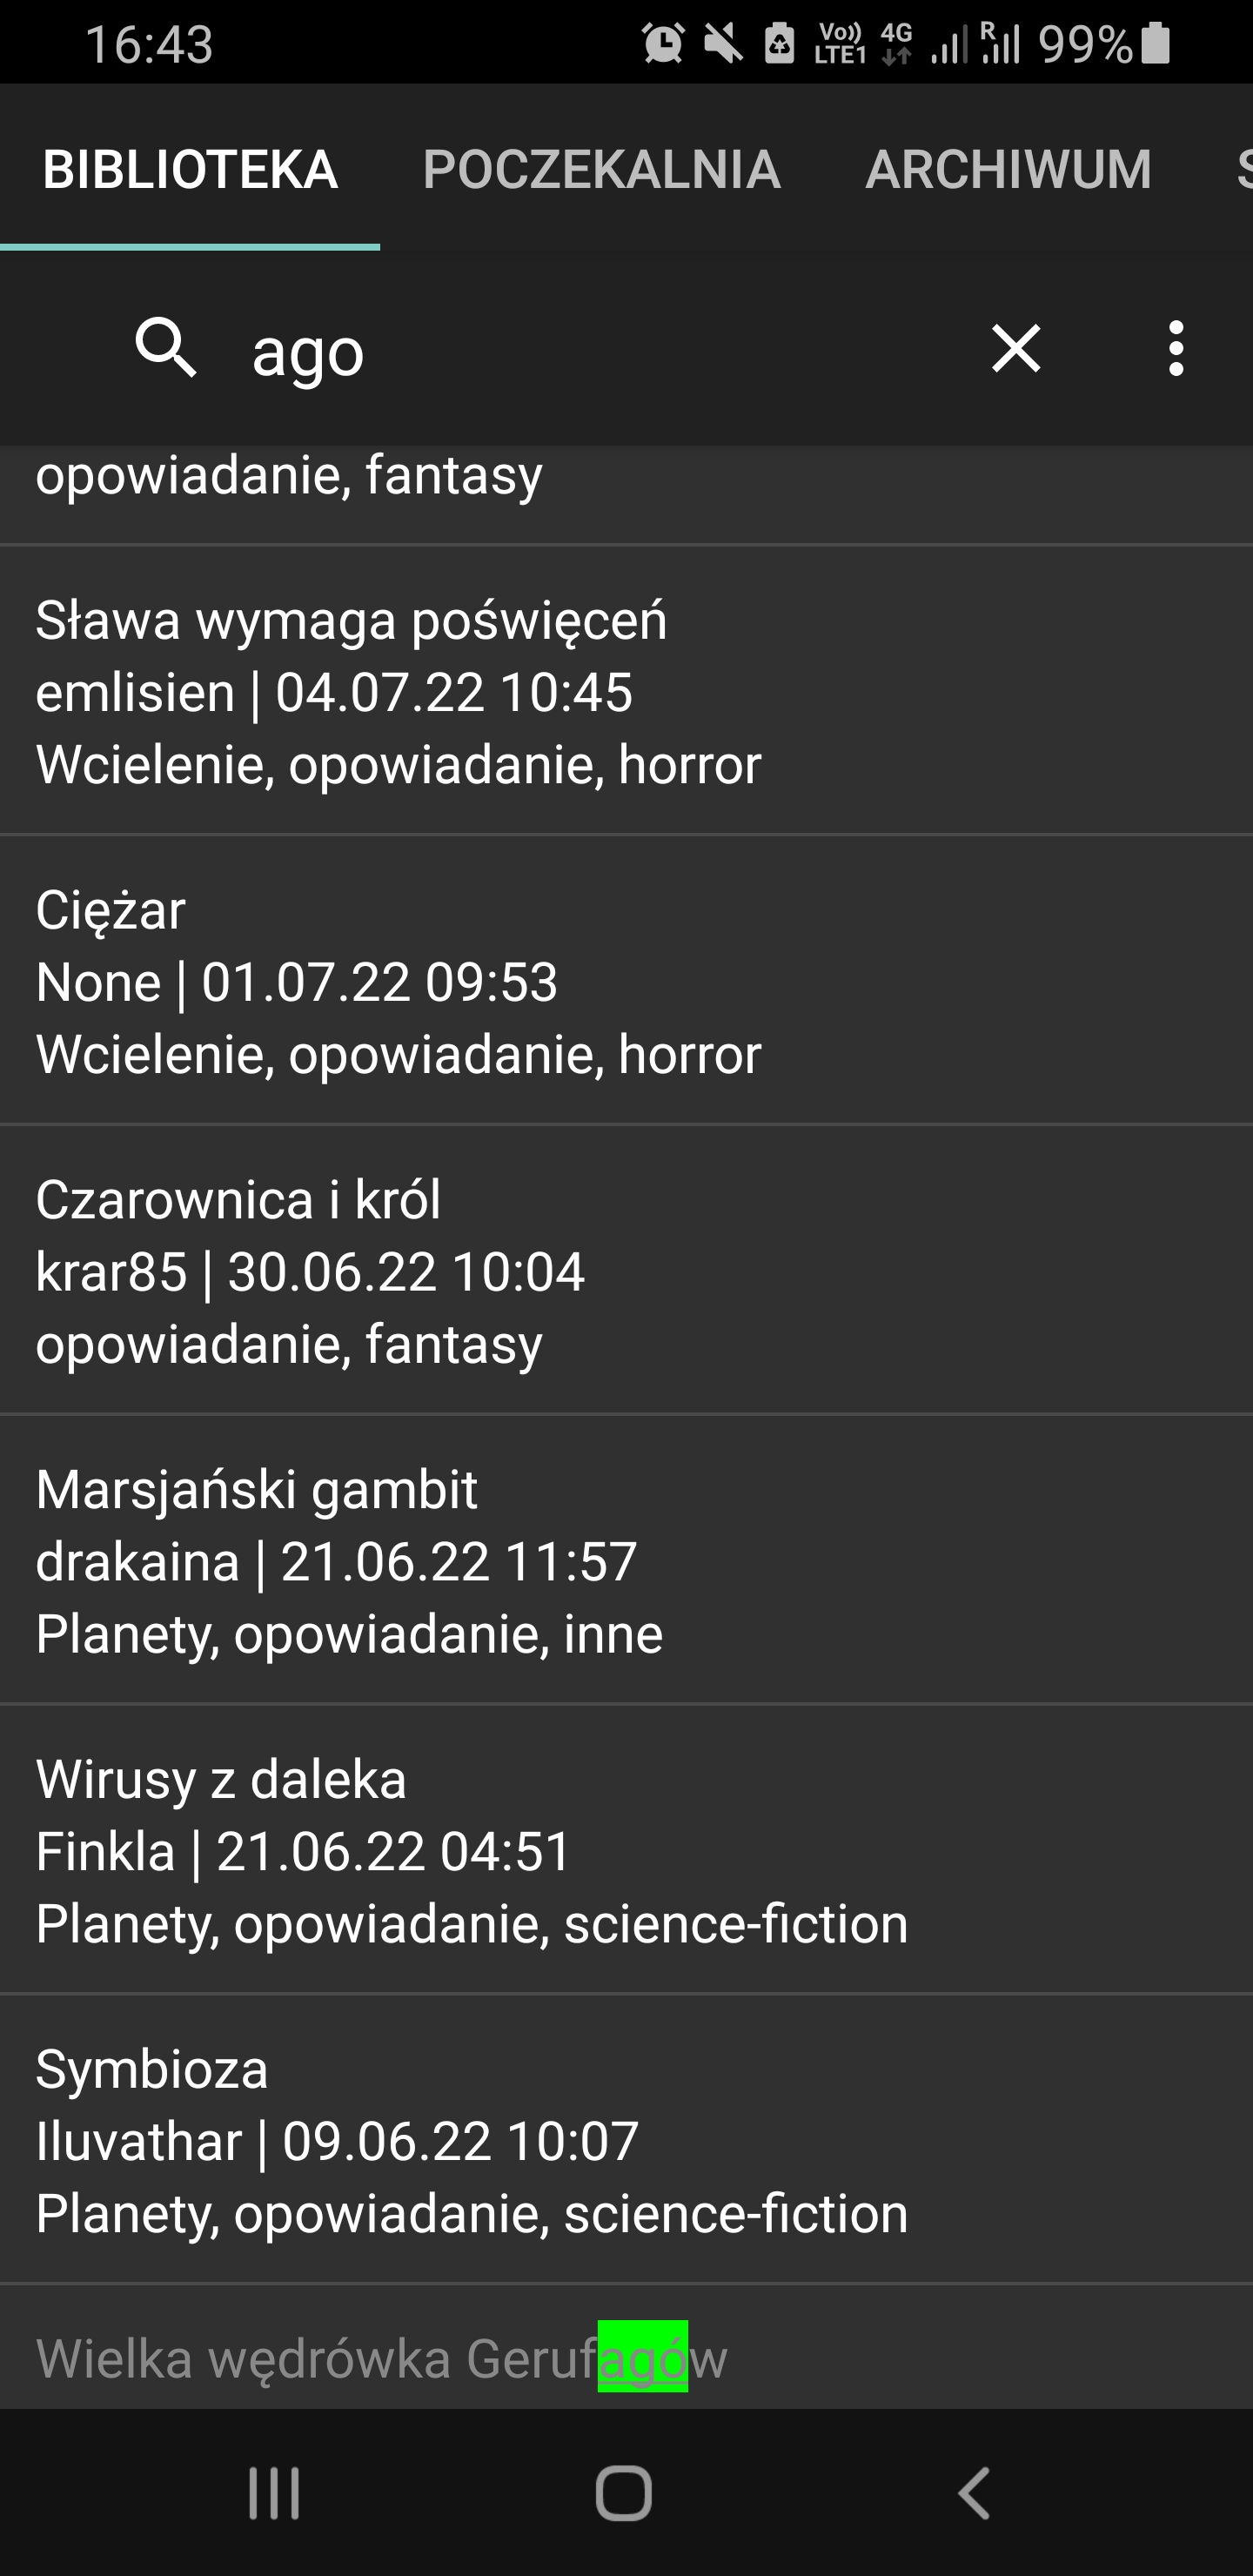 16:43 Vo)) LTE1 4G R 99%
BIBLIOTEKA POCZEKALNIA ARCHIWUM S
ago
opowiadanie, fantasy
Sława wymaga poświęceń
emlisien | 04.07.22 10:45
Wcielenie, opowiadanie, horror
Ciężar
None | 01.07.22 09:53
Wcielenie, opowiadanie, horror
Czarownica i król
krar85 | 30.06.22 10:04
opowiadanie, fantasy
Marsjański gambit
drakaina | 21.06.22 11:57
Planety, opowiadanie, inne
Wirusy z daleka
Finkla | 21.06.22 04:51
Planety, opowiadanie, science-fiction
Symbioza
Iluvathar | 09.06.22 10:07
Planety, opowiadanie, science-fiction
Wielka wędrówka Gerufagów